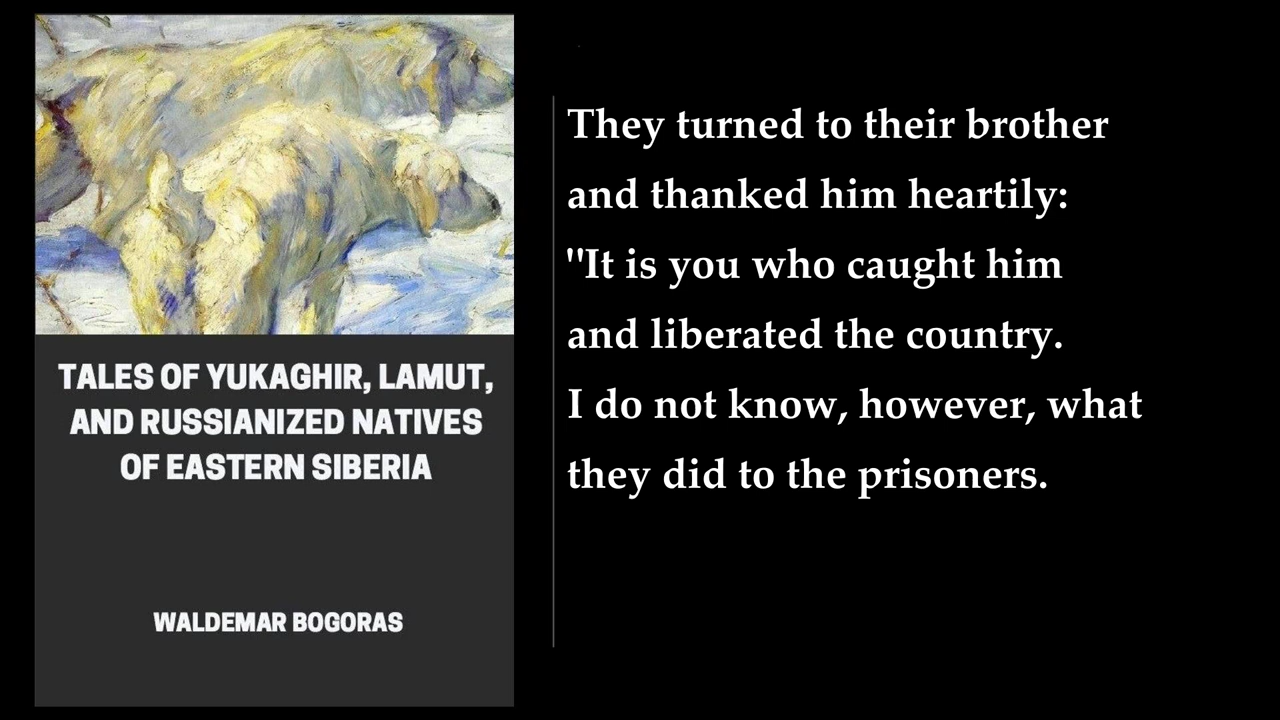 TALES OF YUKAGHIR, LAMUT,
AND RUSSIANIZED NATIVES
OF EASTERN SIBERIA
WALDEMAR BOGORAS
They turned to their brother
and thanked him heartily:
"It is you who caught him
and liberated the country.
I do not know, however, what
they did to the prisoners.